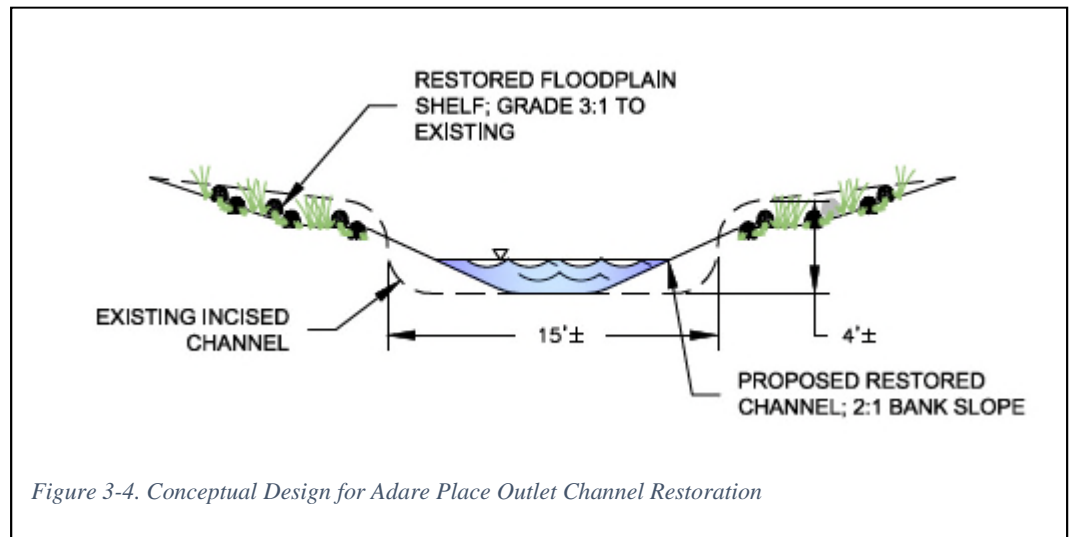 RESTORED FLOODPLAIN
SHELF; GRADE 3:1 TO
EXISTING
EXISTING INCISED
CHANNEL
15'±
4'±
PROPOSED RESTORED
CHANNEL; 2:1 BANK SLOPE
Figure 3-4. Conceptual Design for Adare Place Outlet Channel Restoration